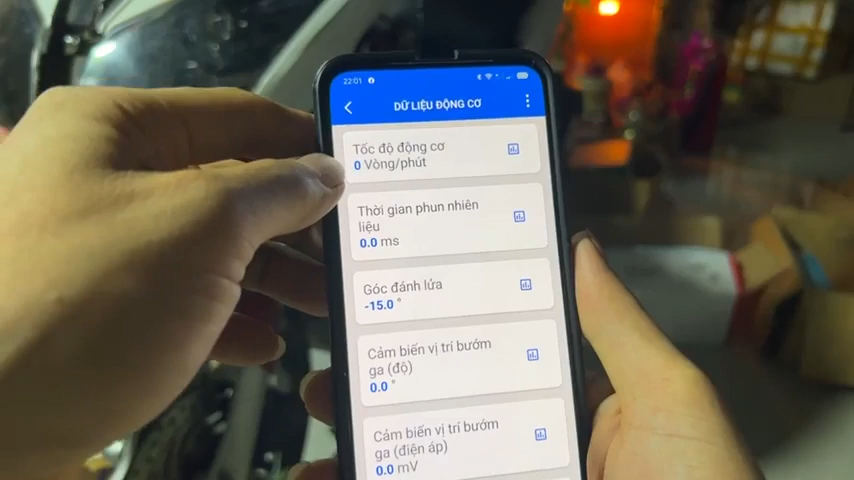 22:01
DỮ LIỆU ĐỘNG CƠ
Tốc độ động cơ
0 Vòng/phút
Thời gian phun nhiên
liệu
0.0 ms
Góc đánh lửa
-15.0 °
Cảm biến vị trí bướm
ga (độ)
0.0 °
Cảm biến vị trí bướm
ga (điện áp)
0.0 mV